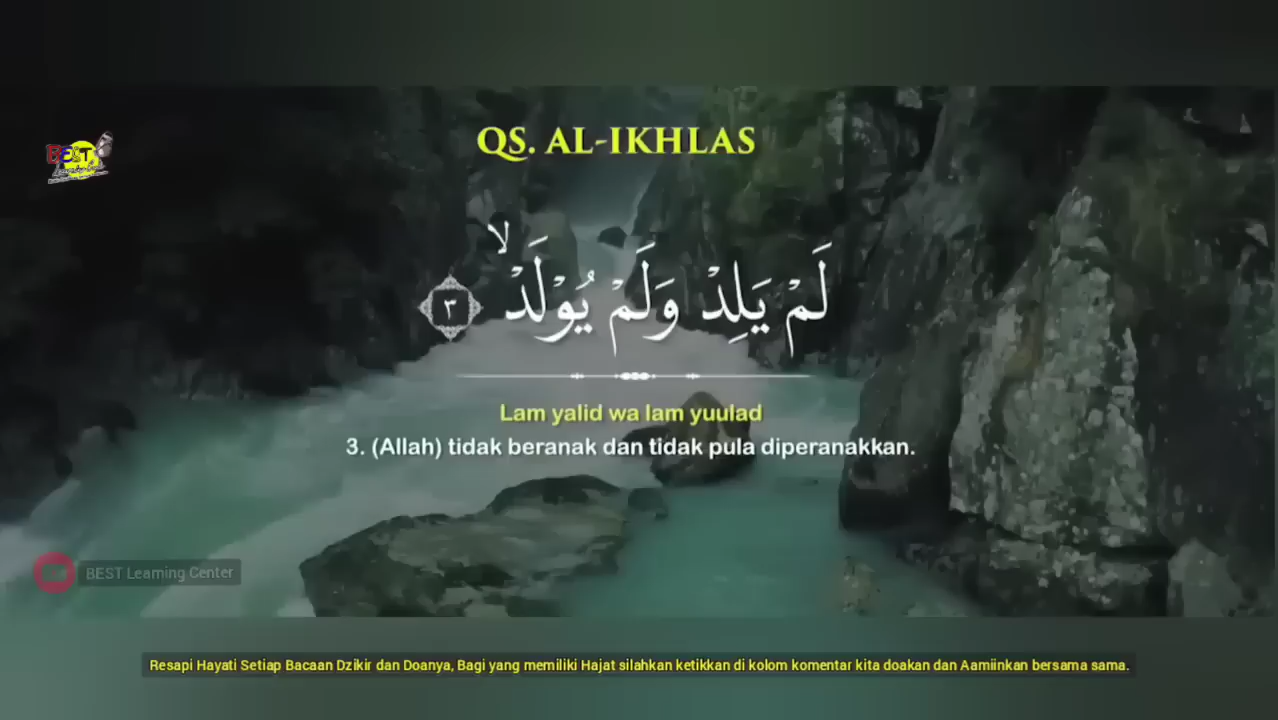 BEST
QS. AL-IKHLAS
لَمْ يَلِدْ وَلَمْ يُوْلَدْۙ ٣
Lam yalid wa lam yuulad
3. (Allah) tidak beranak dan tidak pula diperanakkan.
BEST Learning Center
Resapi Hayati Setiap Bacaan Dzikir dan Doanya, Bagi yang memiliki Hajat silahkan ketikkan di kolom komentar kita doakan dan Aamiinkan bersama sama.